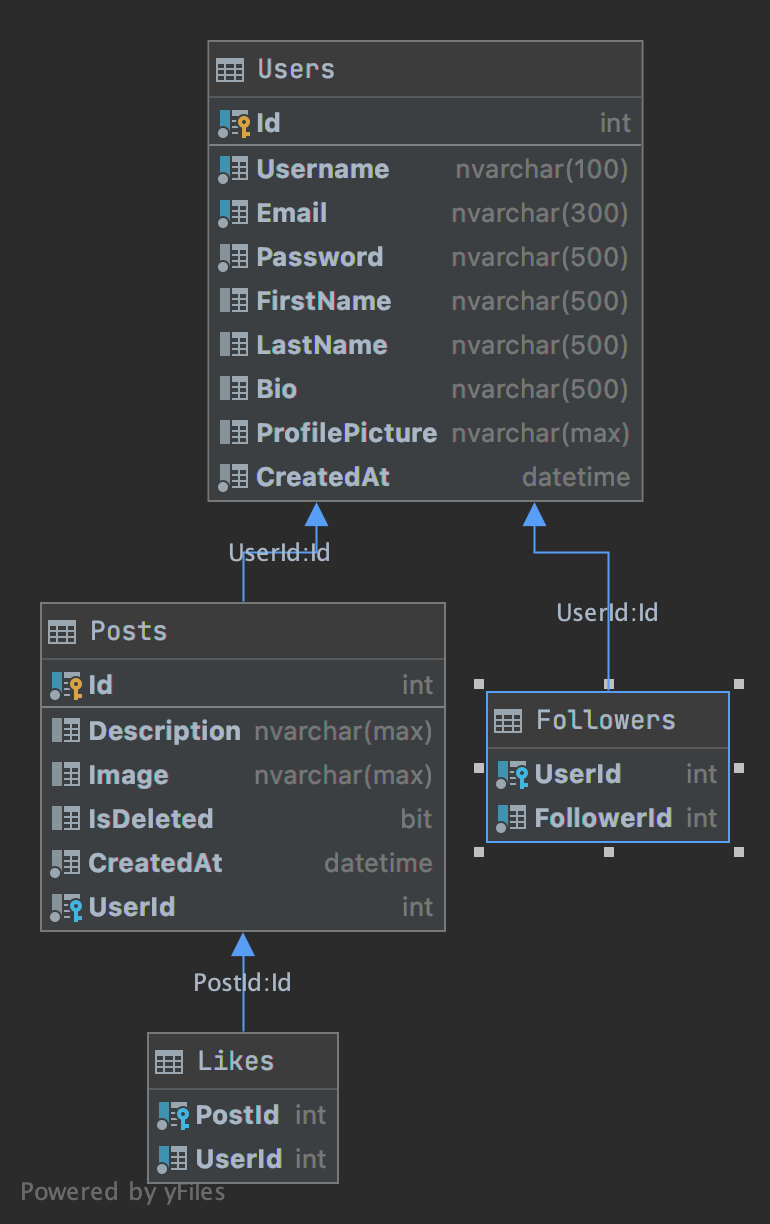 Users
Id int
Username nvarchar(100)
Email nvarchar(300)
Password nvarchar(500)
FirstName nvarchar(500)
LastName nvarchar(500)
Bio nvarchar(500)
ProfilePicture nvarchar(max)
CreatedAt datetime
UserId:Id
UserId:Id
Posts
Id int
Description nvarchar(max)
Image nvarchar(max)
IsDeleted bit
CreatedAt datetime
UserId int
Followers
UserId int
FollowerId int
PostId:Id
Likes
PostId int
UserId int
Powered by yFiles